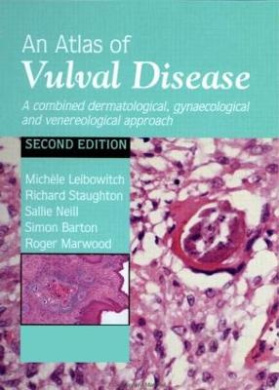 An Atlas of
Vulval Disease
A combined dermatological, gynaecological
and venereological approach
SECOND EDITION
Michèle Leibowitch
Richard Staughton
Sallie Neill
Simon Barton
Roger Marwood